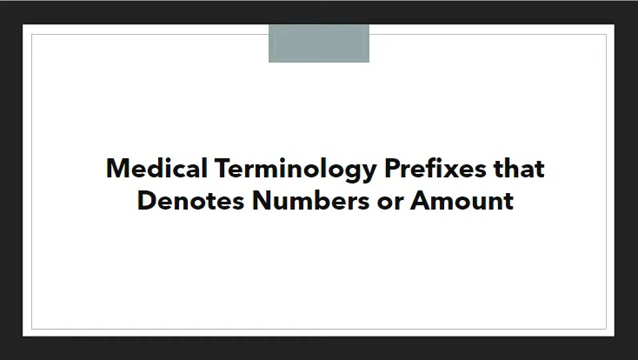 Medical Terminology Prefixes that
Denotes Numbers or Amount